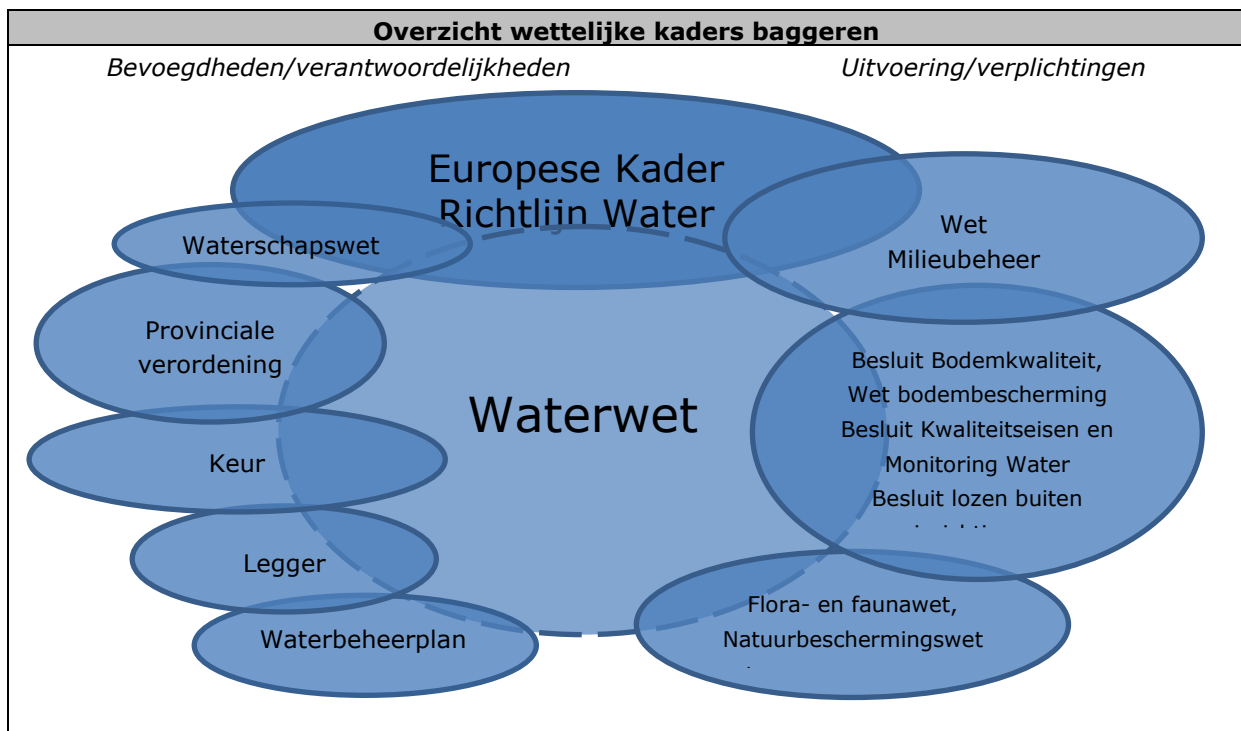 Overzicht wettelijke kaders baggeren
Bevoegdheden/verantwoordelijkheden
Uitvoering/verplichtingen
Europese Kader
Richtlijn Water
Waterschapswet
Wet
Milieubeheer
Provinciale
verordening
Besluit Bodemkwaliteit,
Wet bodembescherming
Besluit Kwaliteitseisen en
Monitoring Water
Besluit lozen buiten
Waterwet
Keur
Legger
Waterbeheerplan
Flora- en faunawet,
Natuurbeschermingswet